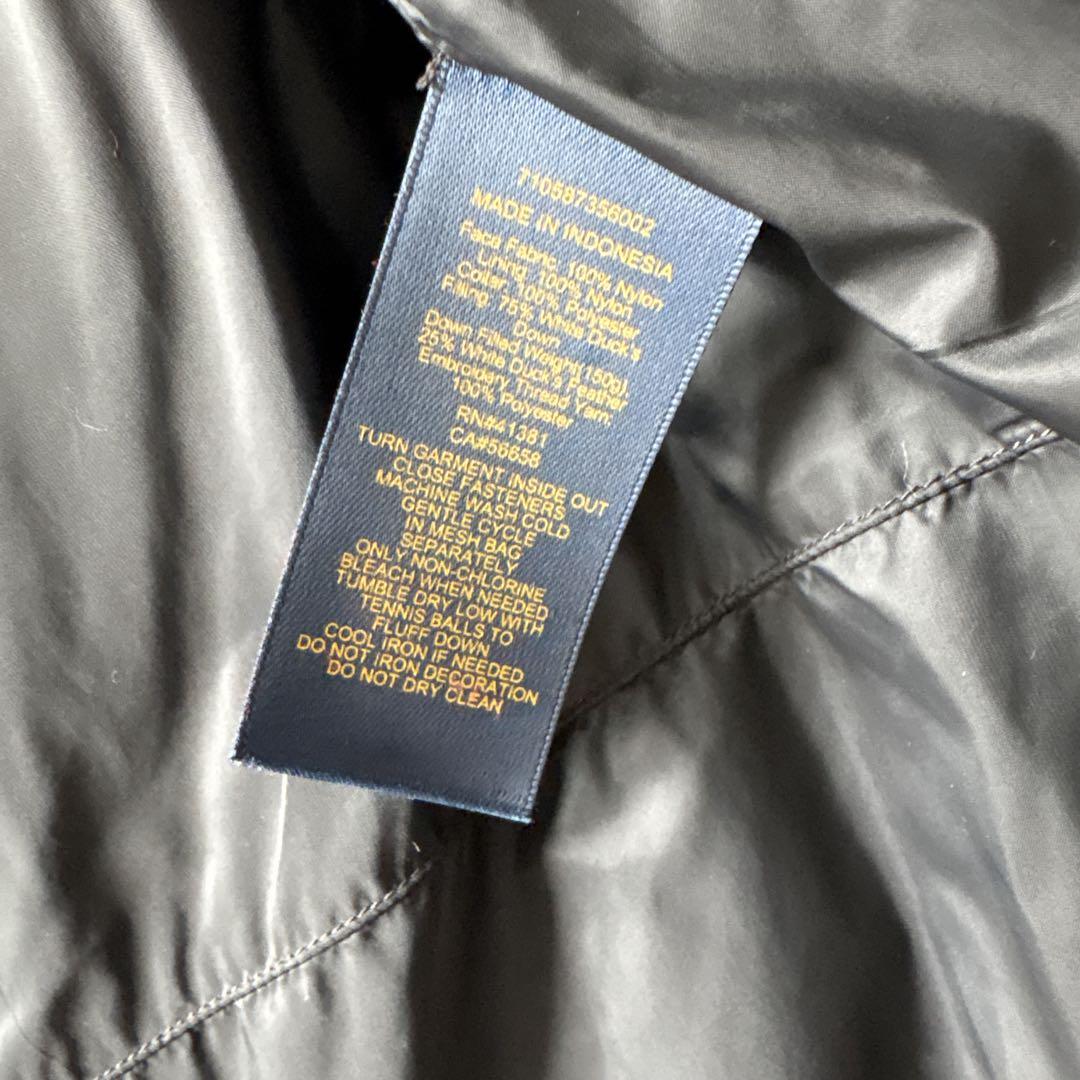 710587356002
MADE IN INDONESIA
Face Fabric, 100% Nylon
Lining: 100% Nylon
Collar: 100% Polyester
Filling: 75% White Duck's
Down
Down Filled Weight(150g)
25% White Duck's Feather
Embroidery Thread Yarn:
100% Polyester
RN#41381
CA#56658
TURN GARMENT INSIDE OUT
CLOSE FASTENERS
MACHINE WASH COLD
GENTLE CYCLE
IN MESH BAG
SEPARATELY
ONLY NON-CHLORINE
BLEACH WHEN NEEDED
TUMBLE DRY LOW WITH
TENNIS BALLS TO
FLUFF DOWN
COOL IRON IF NEEDED
DO NOT IRON DECORATION
DO NOT DRY CLEAN